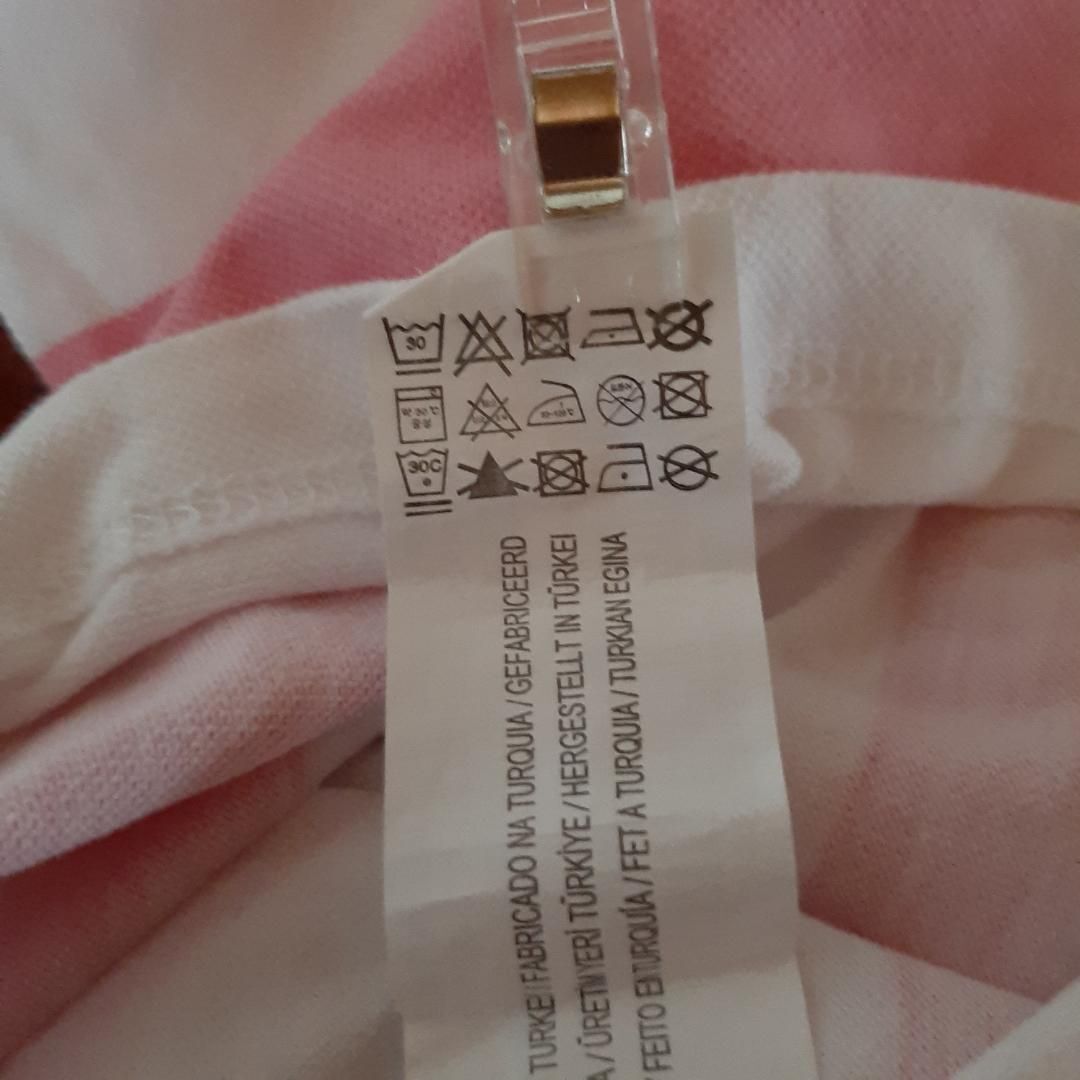 30
30C
TURKEI / FABRICADO NA TURQUIA / GEFABRICEERD
A / ÜRETİM YERİ TÜRKİYE / HERGESTELLT IN TÜRKEI
/ FEITO EN TURQUÍA / FET A TURQUIA / TURKIAN EGINA